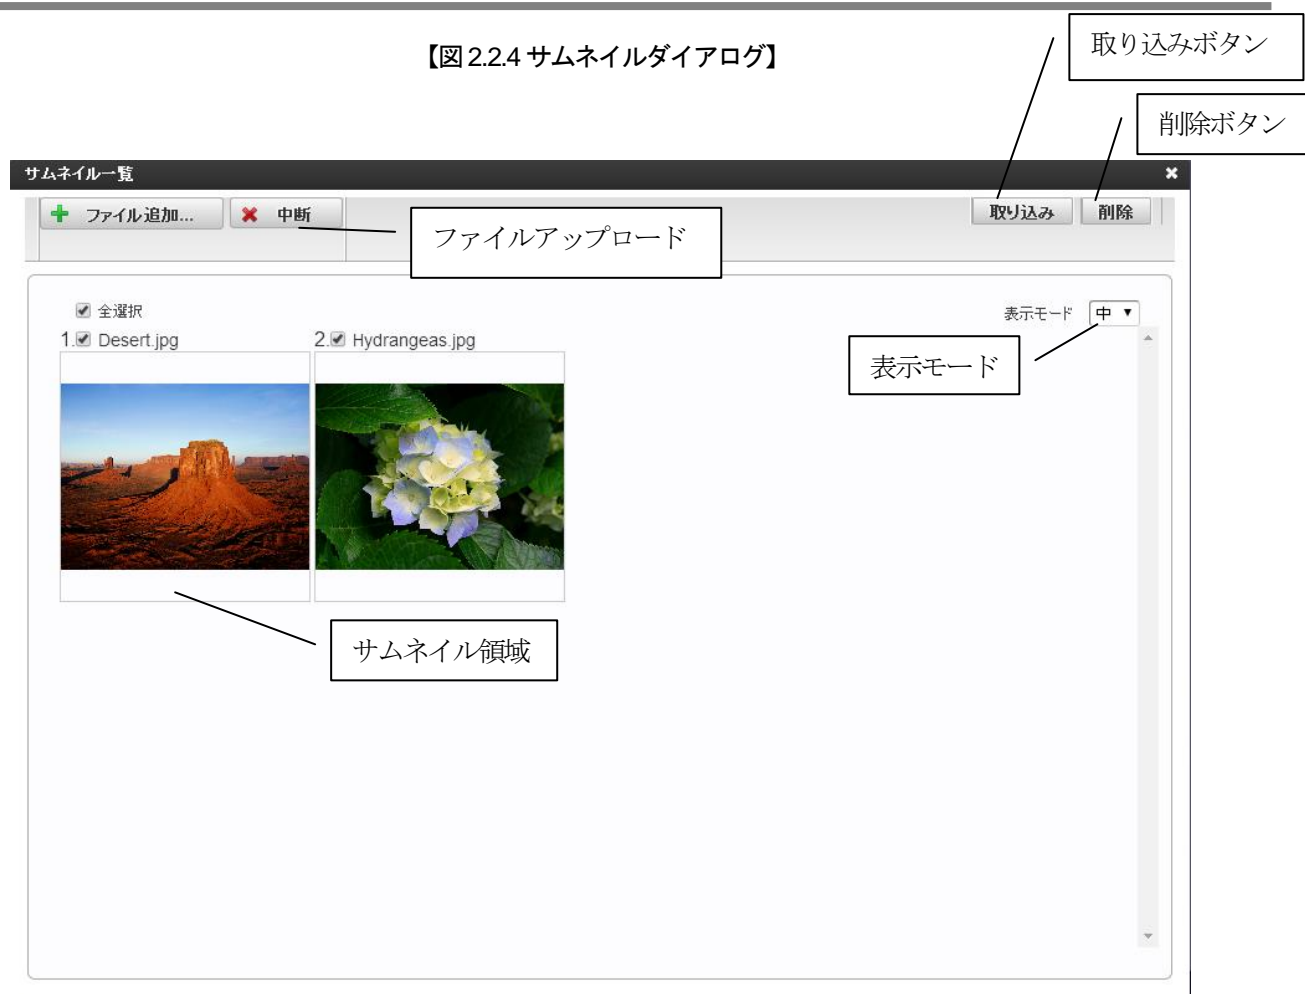 【図 2.2.4 サムネイルダイアログ】
取り込みボタン
削除ボタン
サムネイル一覧
ファイル追加...
中断
取り込み
削除
ファイルアップロード
全選択
表示モード
中
1. Desert.jpg
2. Hydrangeas.jpg
表示モード
サムネイル領域